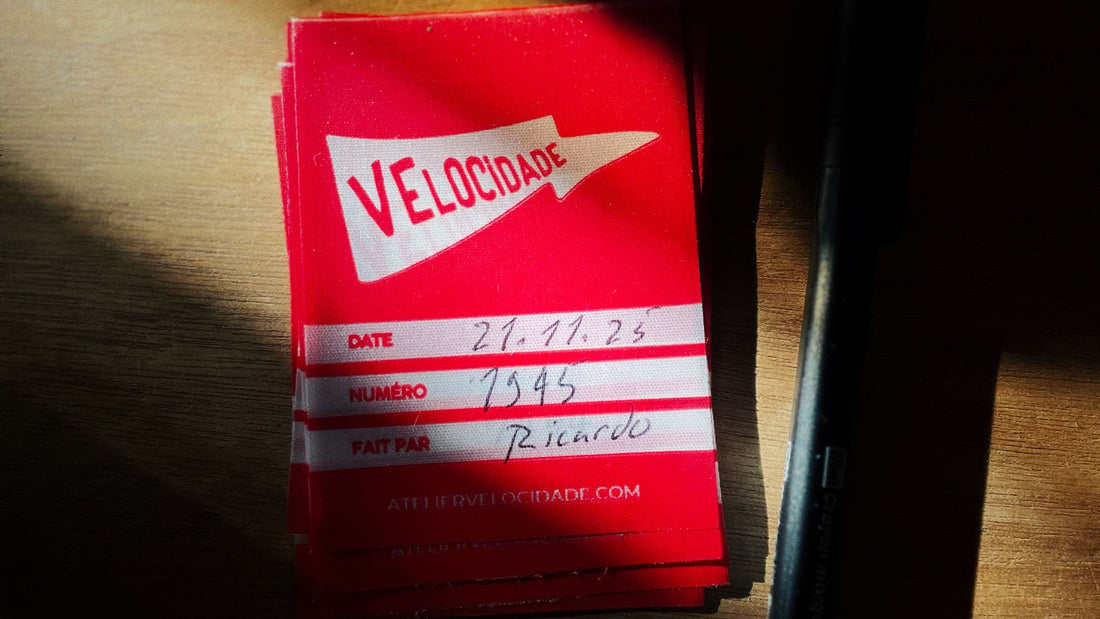 VELOCIDADE
DATE 21.11.25
NUMÉRO 1945
FAIT PAR Ricardo
ATELIERVELOCIDADE.COM